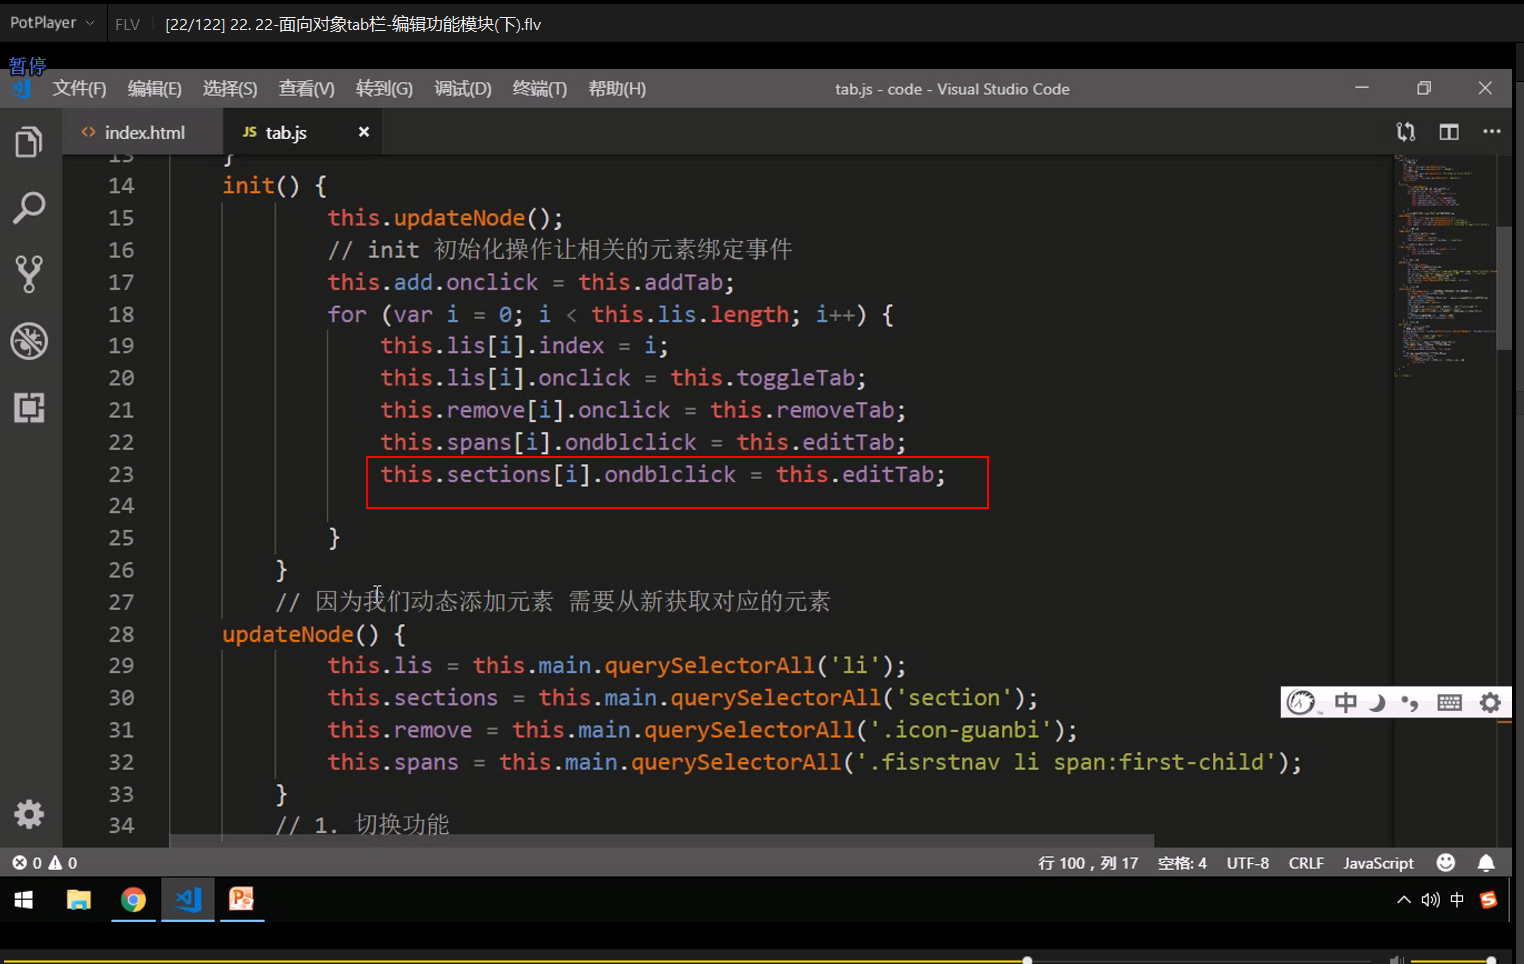 PotPlayer FLV [22/122] 22. 22-面向对象tab栏-编辑功能模块(下).flv
暂停
文件(F) 编辑(E) 选择(S) 查看(V) 转到(G) 调试(D) 终端(T) 帮助(H) tab.js - code - Visual Studio Code
index.html JS tab.js
13 }
14 init() {
15 this.updateNode();
16 // init 初始化操作让相关的元素绑定事件
17 this.add.onclick = this.addTab;
18 for (var i = 0; i < this.lis.length; i++) {
19 this.lis[i].index = i;
20 this.lis[i].onclick = this.toggleTab;
21 this.remove[i].onclick = this.removeTab;
22 this.spans[i].ondblclick = this.editTab;
23 this.sections[i].ondblclick = this.editTab;
24
25 }
26 }
27 // 因为我们动态添加元素 需要从新获取对应的元素
28 updateNode() {
29 this.lis = this.main.querySelectorAll('li');
30 this.sections = this.main.querySelectorAll('section');
31 this.remove = this.main.querySelectorAll('.icon-guanbi');
32 this.spans = this.main.querySelectorAll('.fisrstnav li span:first-child');
33 }
34 // 1. 切换功能
中
0 0 行 100，列 17 空格: 4 UTF-8 CRLF JavaScript
中